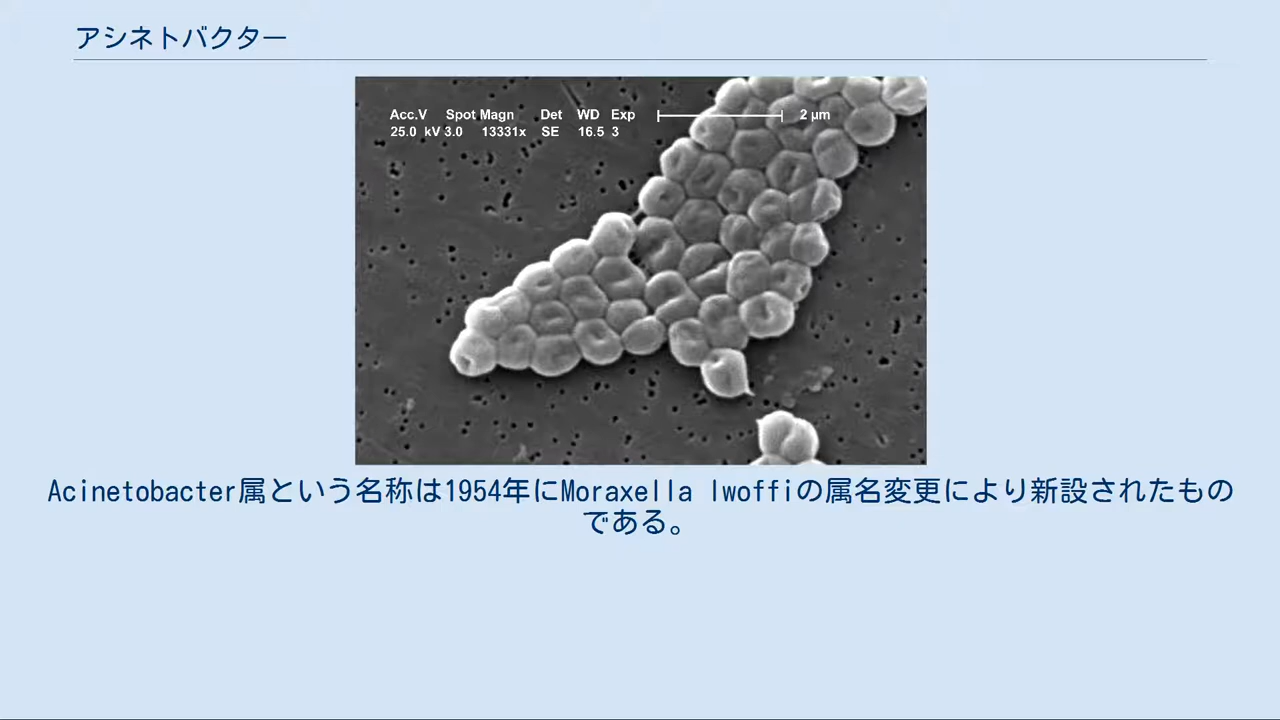 アシネトバクター
Acc.V Spot Magn Det WD Exp 2 µm
25.0 kV 3.0 13331x SE 16.5 3
Acinetobacter属という名称は1954年にMoraxella lwoffiの属名変更により新設されたもの
である。